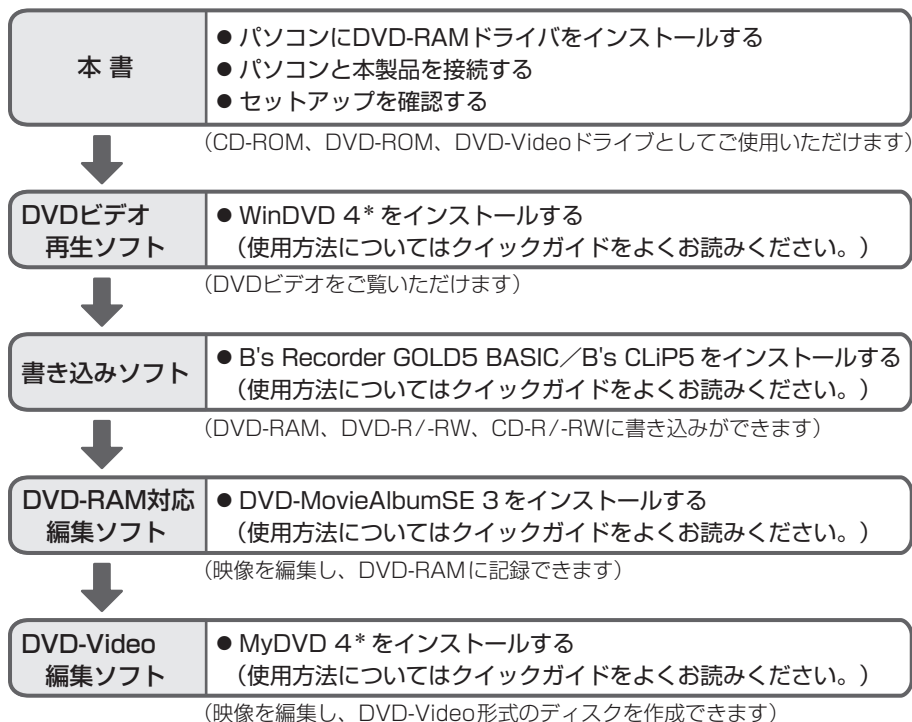 本 書
● パソコンにDVD-RAMドライバをインストールする
● パソコンと本製品を接続する
● セットアップを確認する
（CD-ROM、DVD-ROM、DVD-Videoドライブとしてご使用いただけます）
DVDビデオ
再生ソフト
● WinDVD 4* をインストールする
（使用方法についてはクイックガイドをよくお読みください。）
（DVDビデオをご覧いただけます）
書き込みソフト
● B's Recorder GOLD5 BASIC／B's CLiP5 をインストールする
（使用方法についてはクイックガイドをよくお読みください。）
（DVD-RAM、DVD-R/-RW、CD-R/-RWに書き込みができます）
DVD-RAM対応
編集ソフト
● DVD-MovieAlbumSE 3 をインストールする
（使用方法についてはクイックガイドをよくお読みください。）
（映像を編集し、DVD-RAMに記録できます）
DVD-Video
編集ソフト
● MyDVD 4* をインストールする
（使用方法についてはクイックガイドをよくお読みください。）
（映像を編集し、DVD-Video形式のディスクを作成できます）